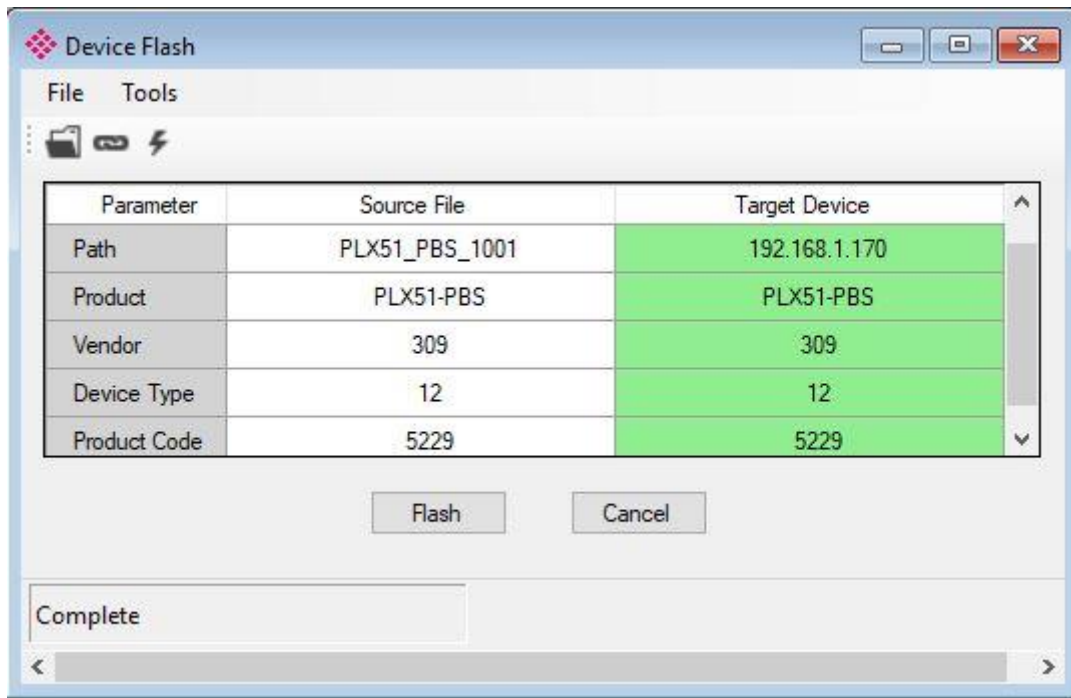 Device Flash
File Tools
Parameter Source File Target Device
Path PLX51_PBS_1001 192.168.1.170
Product PLX51-PBS PLX51-PBS
Vendor 309 309
Device Type 12 12
Product Code 5229 5229
Flash Cancel
Complete